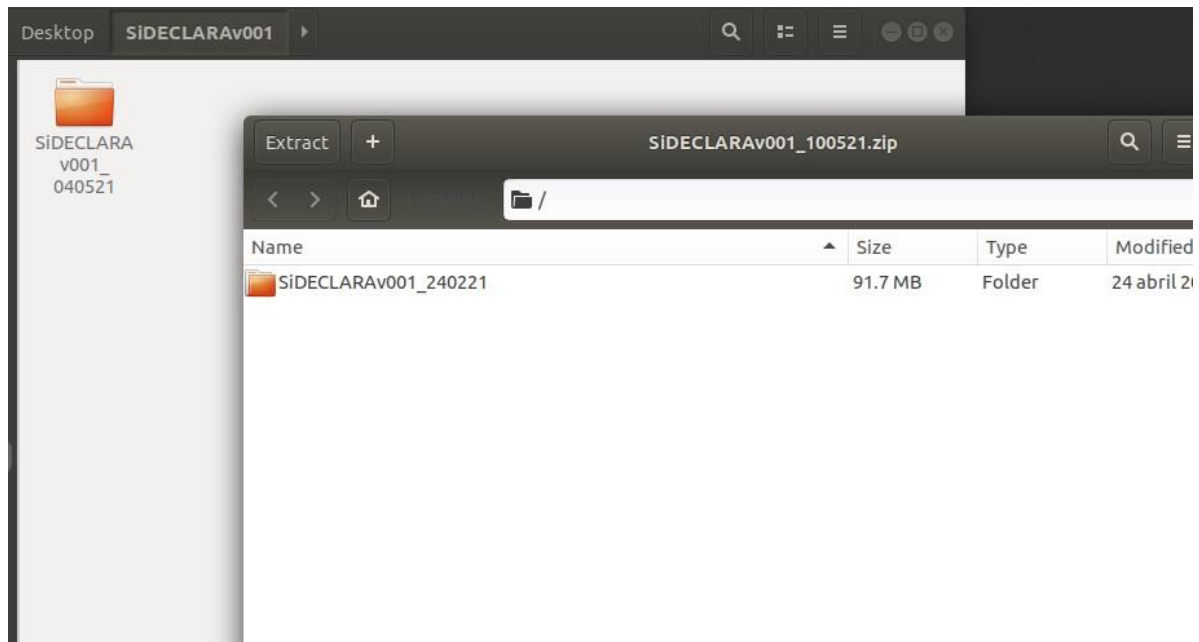 Desktop SiDECLARAv001
SiDECLARA
v001_
040521
Extract + SiDECLARAv001_100521.zip
/
Name Size Type Modified
SiDECLARAv001_240221 91.7 MB Folder 24 abril 20